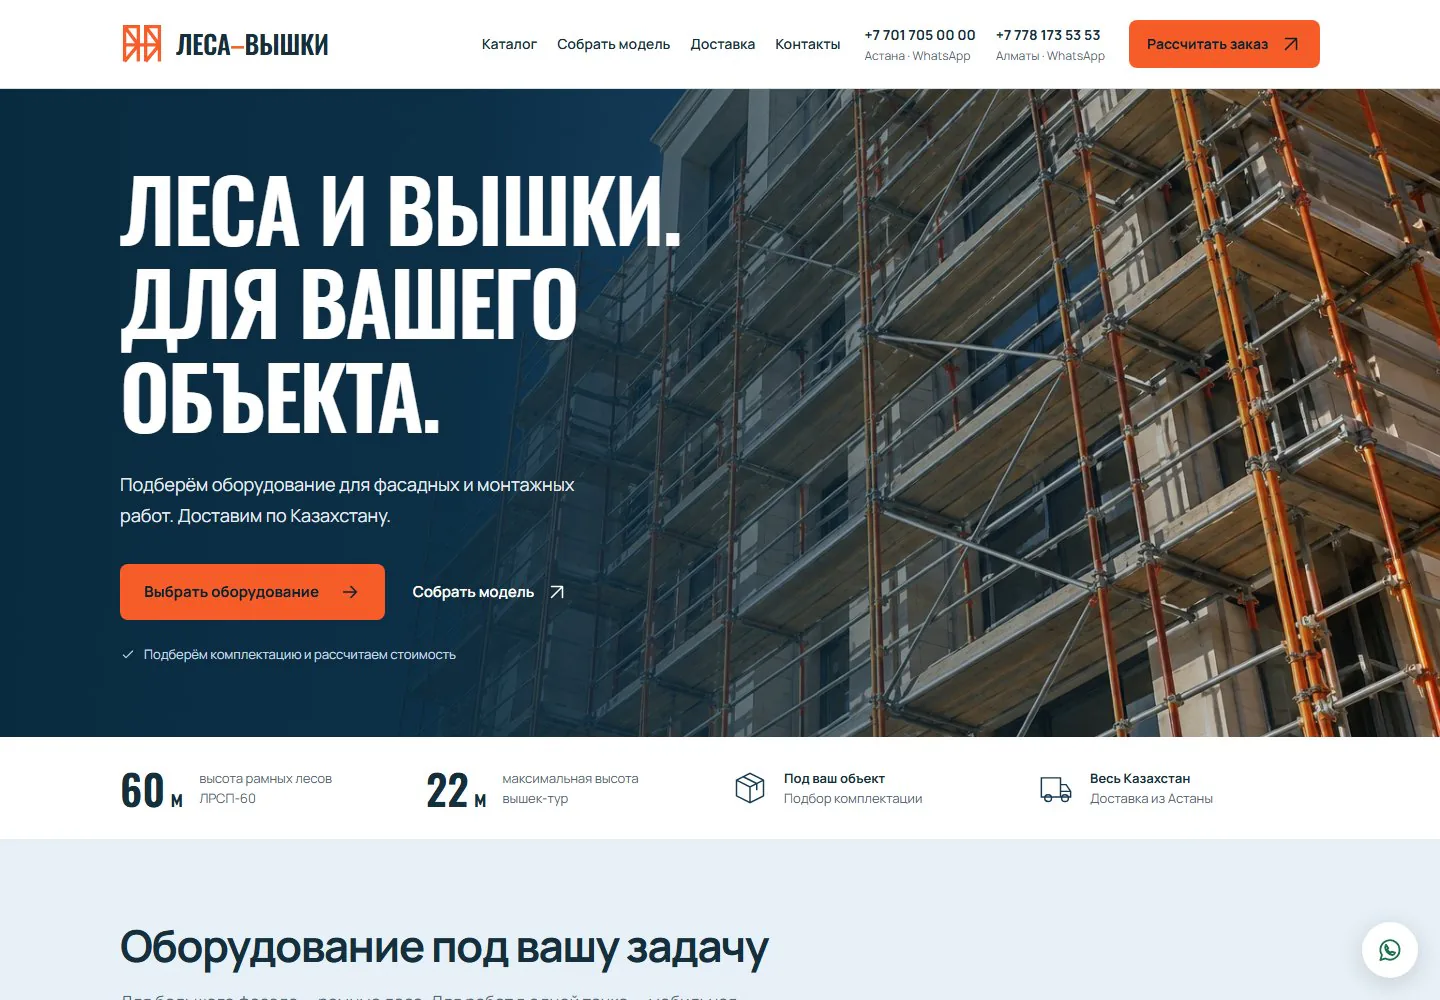 ЛЕСА–ВЫШКИ
Каталог
Собрать модель
Доставка
Контакты
+7 701 705 00 00
Астана · WhatsApp
+7 778 173 53 53
Алматы · WhatsApp
Рассчитать заказ
ЛЕСА И ВЫШКИ.
ДЛЯ ВАШЕГО
ОБЪЕКТА.
Подберём оборудование для фасадных и монтажных
работ. Доставим по Казахстану.
Выбрать оборудование
Собрать модель
Подберём комплектацию и рассчитаем стоимость
60 м
высота рамных лесов
ЛРСП-60
22 м
максимальная высота
вышек-тур
Под ваш объект
Подбор комплектации
Весь Казахстан
Доставка из Астаны
Оборудование под вашу задачу